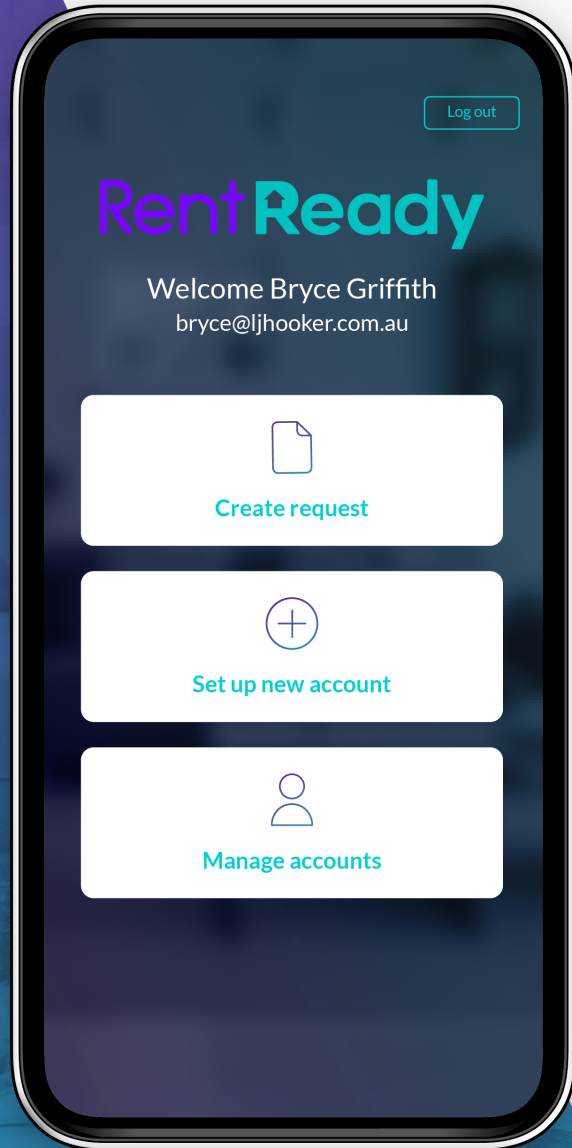 Log out
RentReady
Welcome Bryce Griffith
bryce@ljhooker.com.au
Create request
Set up new account
Manage accounts